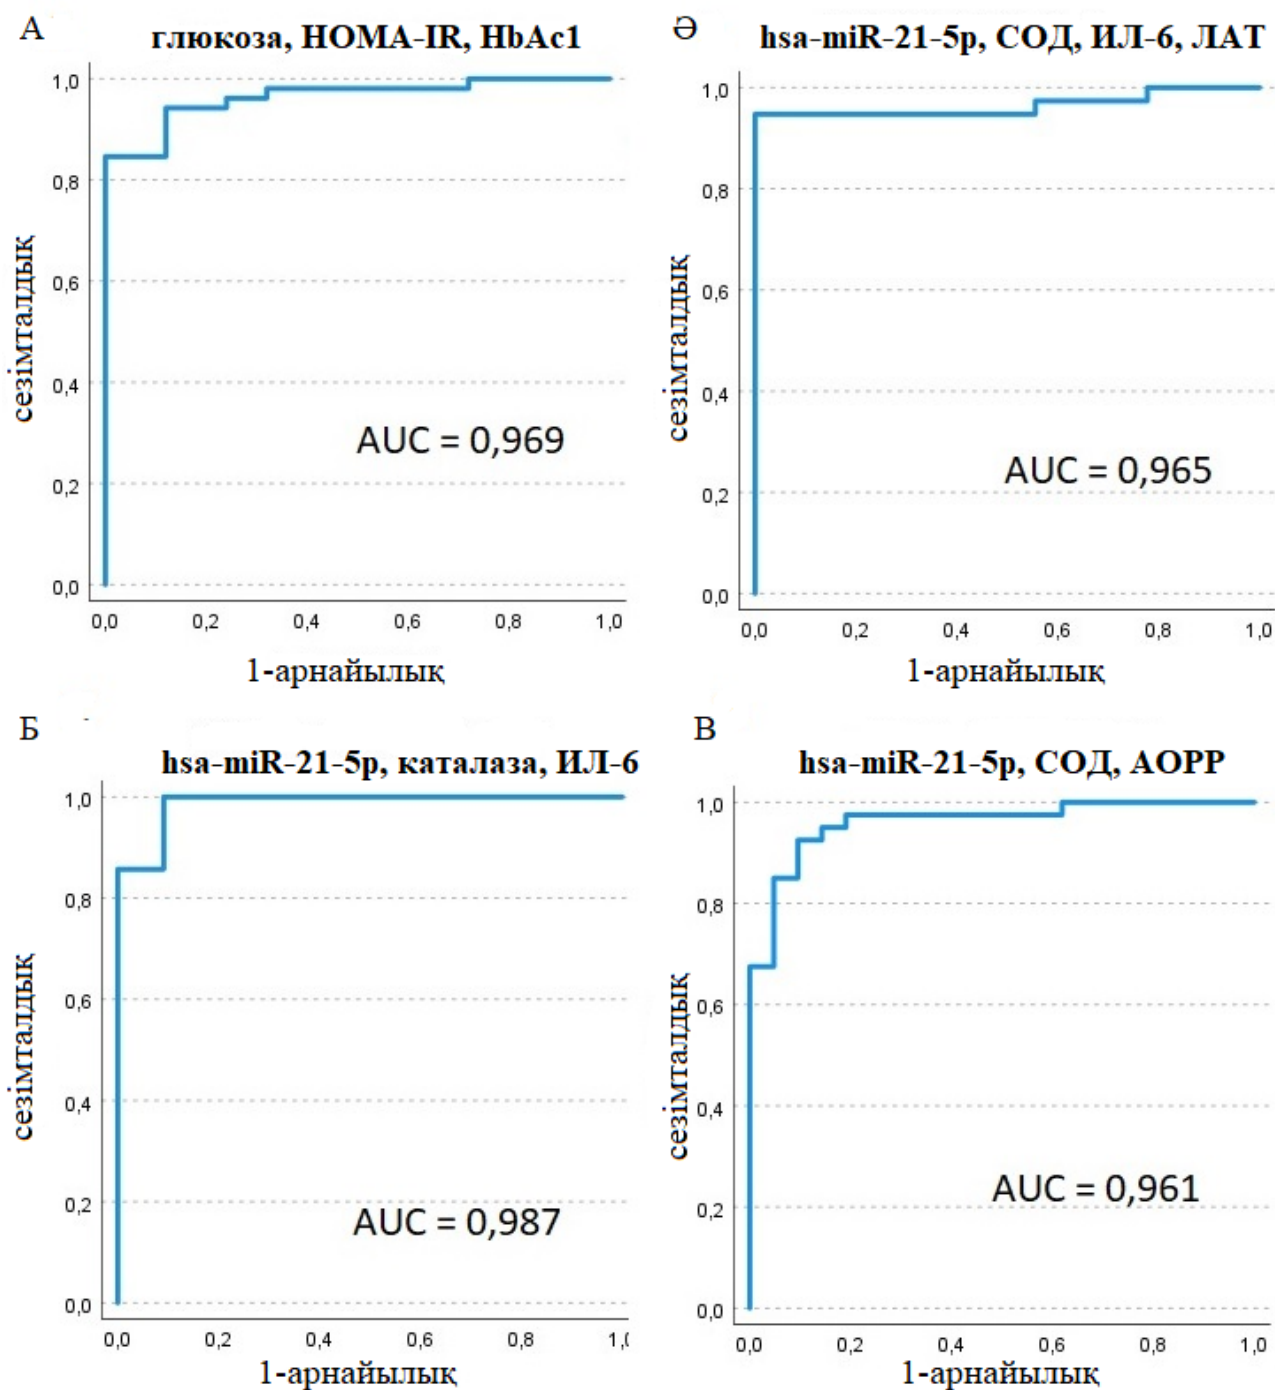 А
глюкоза, HOMA-IR, HbAc1
1,0
0,8
0,6
0,4
0,2
0,0
сезімталдық
AUC = 0,969
0,0 0,2 0,4 0,6 0,8 1,0
1-арнайылық
Ә
hsa-miR-21-5p, СОД, ИЛ-6, ЛАТ
1,0
0,8
0,6
0,4
0,2
0,0
сезімталдық
AUC = 0,965
0,0 0,2 0,4 0,6 0,8 1,0
1-арнайылық
Б
hsa-miR-21-5p, каталаза, ИЛ-6
1,0
0,8
0,6
0,4
0,2
0,0
сезімталдық
AUC = 0,987
0,0 0,2 0,4 0,6 0,8 1,0
1-арнайылық
В
hsa-miR-21-5p, СОД, АОРР
1,0
0,8
0,6
0,4
0,2
0,0
сезімталдық
AUC = 0,961
0,0 0,2 0,4 0,6 0,8 1,0
1-арнайылық